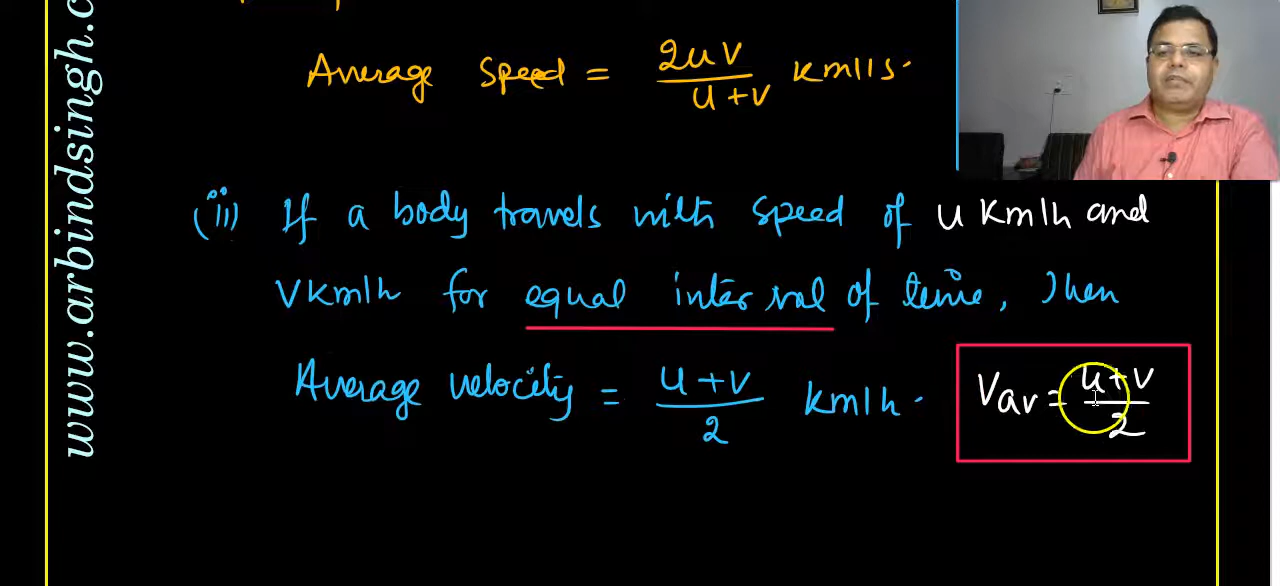 Average speed = 2uv / u+v km/s.
(ii) If a body travels with speed of u km/h and
v km/h for equal interval of time, then
Average velocity = u+v / 2 km/h.
Vav = u+v / 2
www.arbindsingh.c